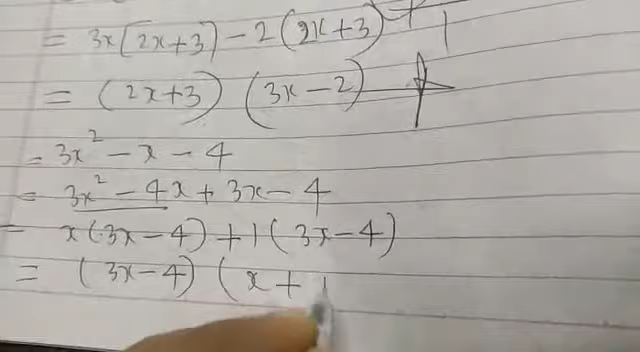 = 3x(2x+3) - 2(2x+3)
= (2x+3) (3x-2)
= 3x² - x - 4
= 3x² - 4x + 3x - 4
= x(3x-4) + 1(3x-4)
= (3x-4) (x+1